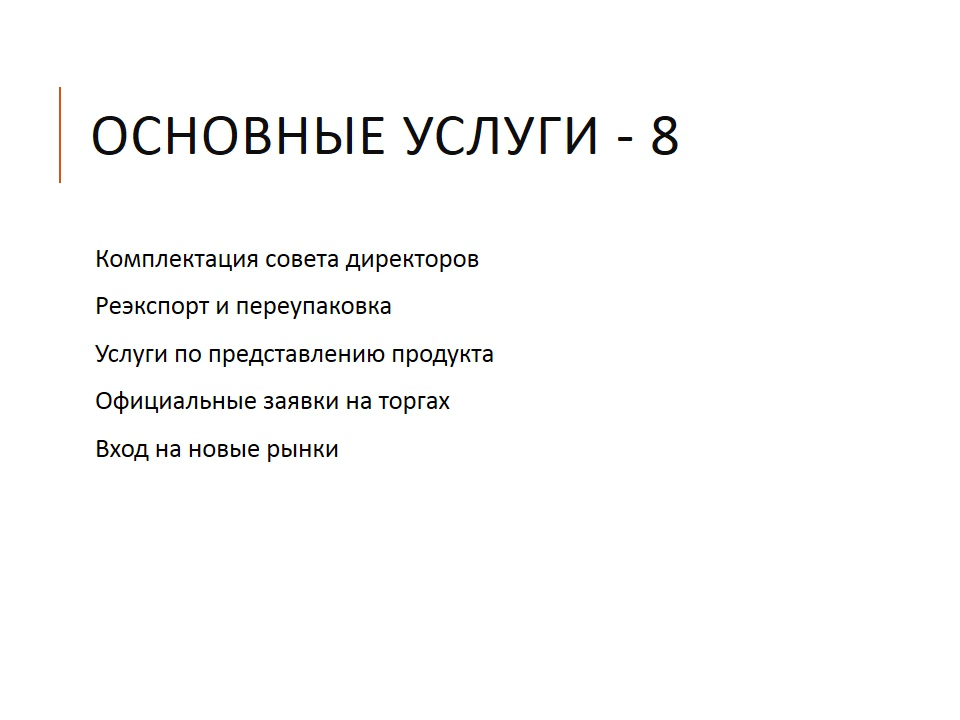 ОСНОВНЫЕ УСЛУГИ - 8
Комплектация совета директоров
Реэкспорт и переупаковка
Услуги по представлению продукта
Официальные заявки на торгах
Вход на новые рынки